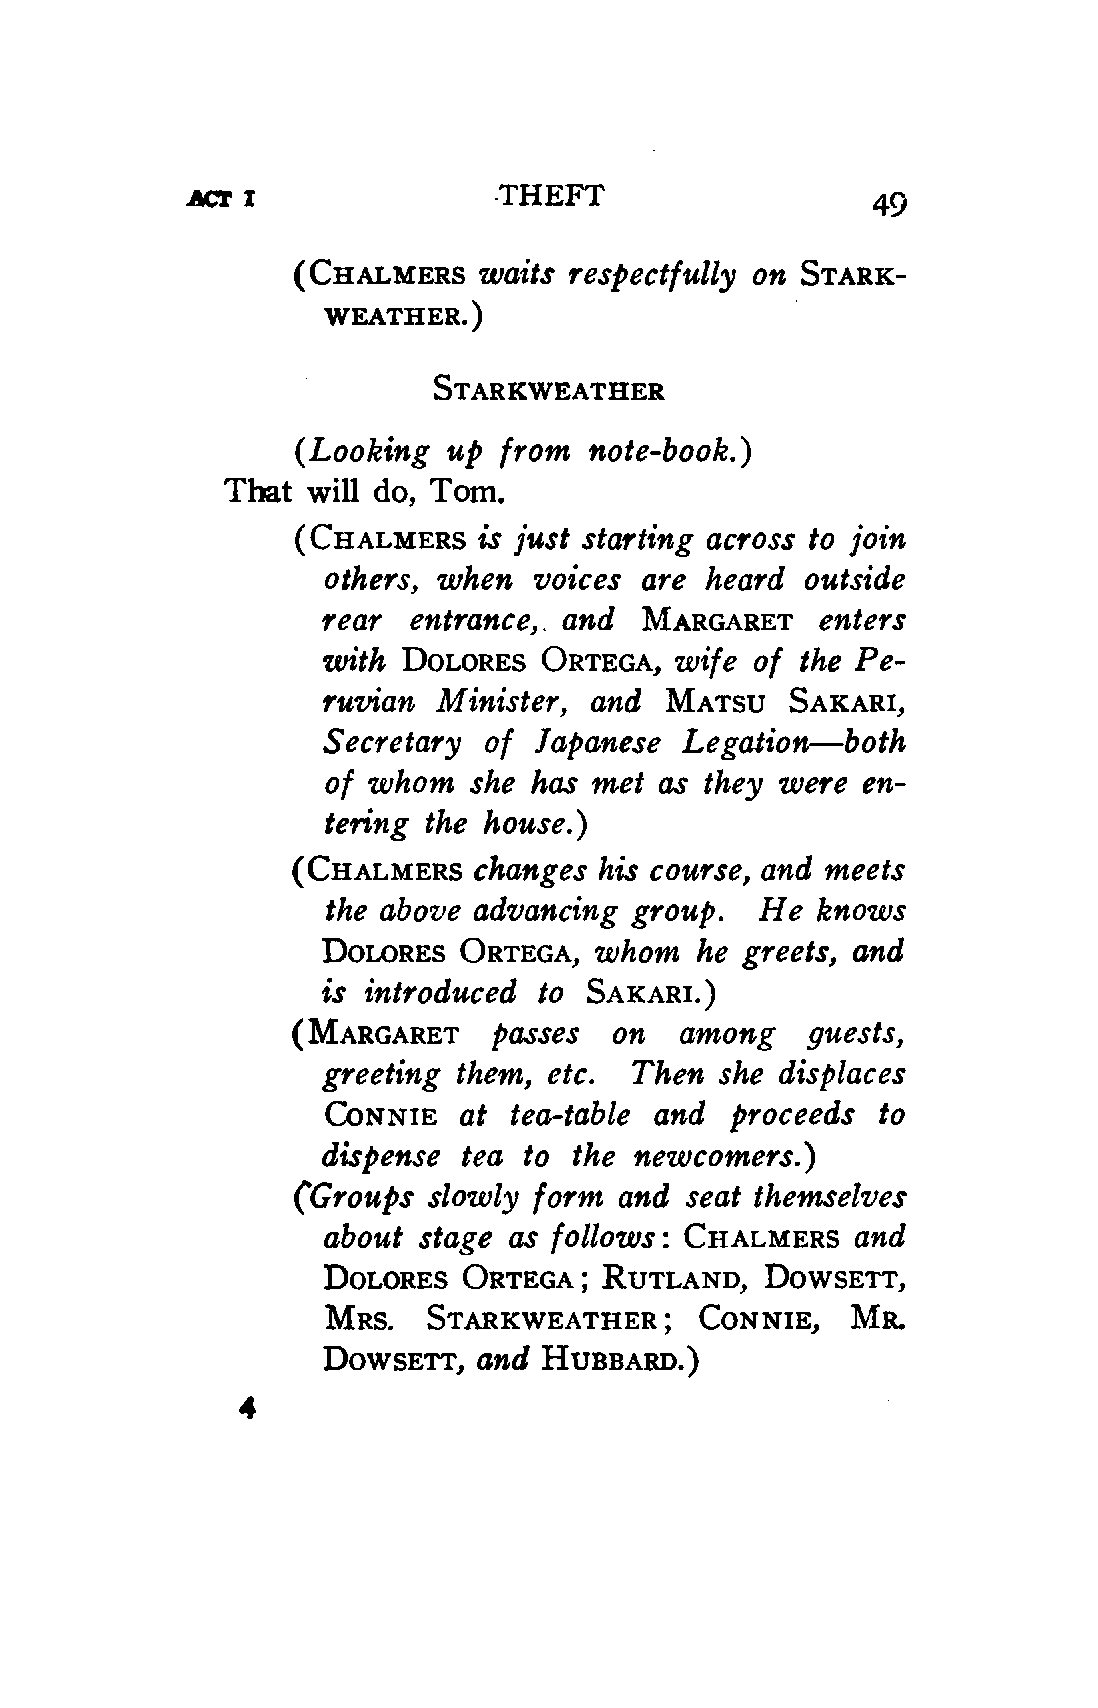 ACT I THEFT 49
(CHALMERS waits respectfully on STARK-
WEATHER.)
STARKWEATHER
(Looking up from note-book.)
That will do, Tom.
(CHALMERS is just starting across to join
others, when voices are heard outside
rear entrance, and MARGARET enters
with DOLORES ORTEGA, wife of the Pe-
ruvian Minister, and MATSU SAKARI,
Secretary of Japanese Legation—both
of whom she has met as they were en-
tering the house.)
(CHALMERS changes his course, and meets
the above advancing group. He knows
DOLORES ORTEGA, whom he greets, and
is introduced to SAKARI.)
(MARGARET passes on among guests,
greeting them, etc. Then she displaces
CONNIE at tea-table and proceeds to
dispense tea to the newcomers.)
(Groups slowly form and seat themselves
about stage as follows: CHALMERS and
DOLORES ORTEGA; RUTLAND, DOWSETT,
MRS. STARKWEATHER; CONNIE, MR.
DOWSETT, and HUBBARD.)
4